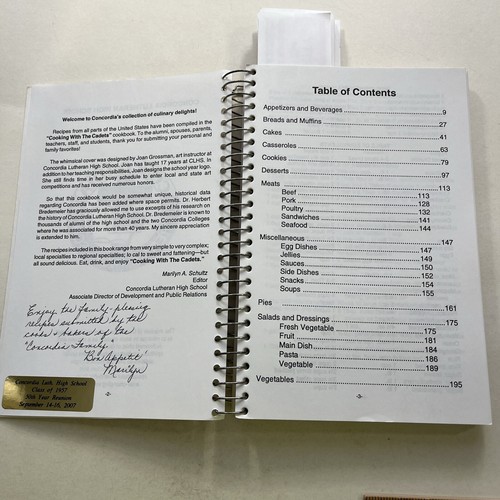 Welcome to Concordia's collection of culinary delights!
Recipes from all parts of the United States have been compiled in the
"Cooking With The Cadets" cookbook. To the alumni, spouses, parents,
teachers, staff, and students, thank you for submitting your personal and
family favorites!
The whimsical cover was designed by Joan Grossman, art instructor at
Concordia Lutheran High School. Joan has taught 17 years at CLHS. In
addition to her teaching responsibilities, Joan designs the school year logo.
She still finds time in her busy schedule to enter local and state art
competitions and has received numerous honors.
So that this cookbook would be somewhat unique, historical data
regarding Concordia has been added where space permits. Dr. Herbert
Bredemeier has graciously allowed me to use excerpts of his research on
the history of Concordia Lutheran High School. Dr. Bredemeier is known to
thousands of alumni of the high school and the two Concordia Colleges
where he was associated for more than 40 years. My sincere appreciation
is extended to him.
The recipes included in this book range from very simple to very complex;
local specialties to regional specialties; lo cal to sweet and fattening—but
all sound delicious. Eat, drink, and enjoy "Cooking With The Cadets."
Marilyn A. Schultz
Editor
Concordia Lutheran High School
Associate Director of Development and Public Relations
Enjoy the family-pleasing
recipes submitted by the
cooks & bakers of the
"Concordia Family."
Bon Appetit!
Marilyn
Concordia Luth. High School
Class of 1957
50th Year Reunion
September 14-16, 2007
-2-
Table of Contents
Appetizers and Beverages 9
Breads and Muffins 27
Cakes 41
Casseroles 63
Cookies 79
Desserts 97
Meats 113
Beef 113
Pork 128
Poultry 132
Sandwiches 141
Seafood 144
Miscellaneous 147
Egg Dishes 147
Jellies 149
Sauces 150
Side Dishes 152
Snacks 154
Soups 155
Pies 161
Salads and Dressings 175
Fresh Vegetable 175
Fruit 181
Main Dish 184
Pasta 186
Vegetable 189
Vegetables 195